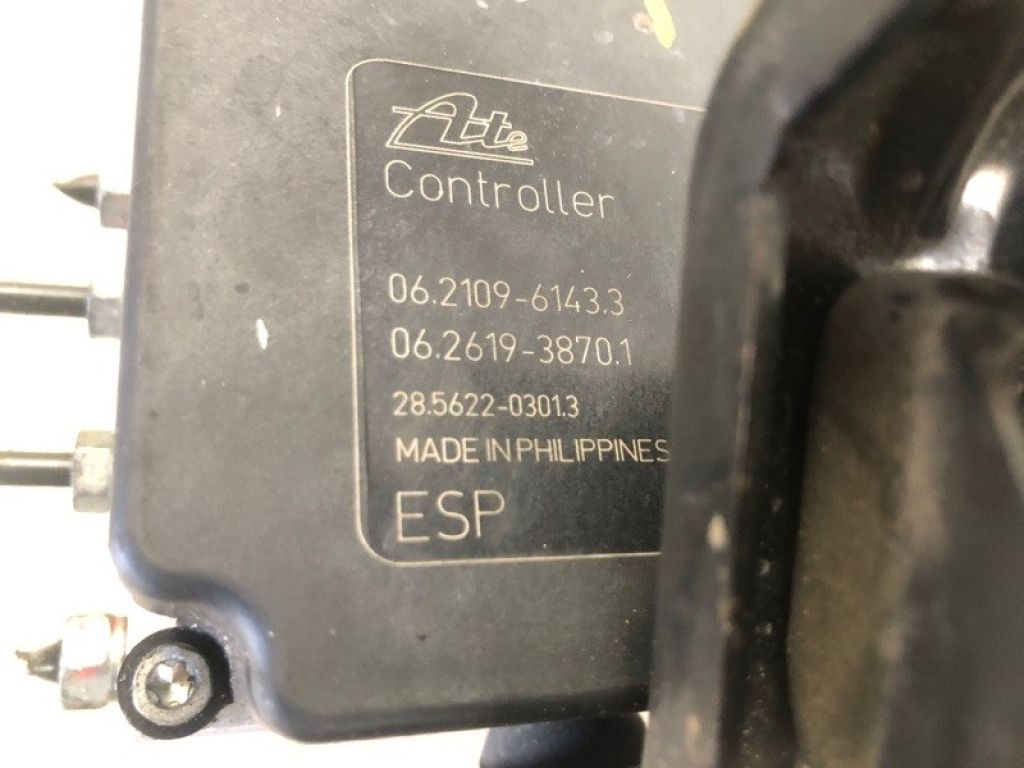 Ate
Controller
06.2109-6143.3
06.2619-3870.1
28.5622-0301.3
MADE IN PHILIPPINES
ESP